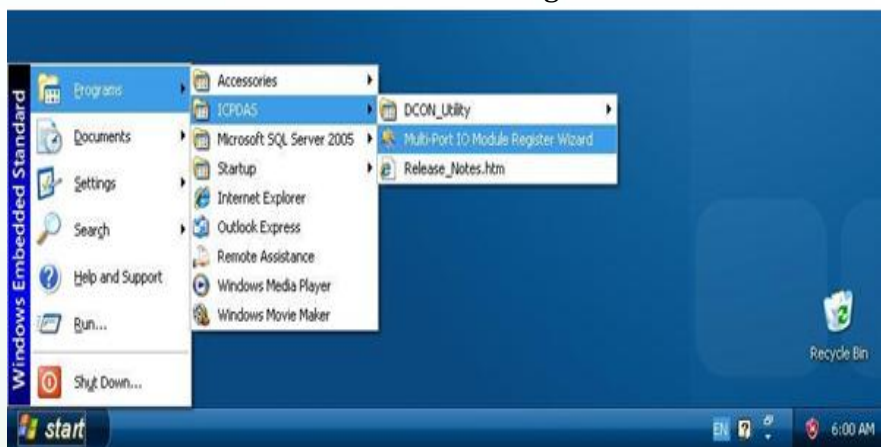 Windows Embedded Standard
Programs
Documents
Settings
Search
Help and Support
Run...
Shut Down...
Accessories
ICPDAS
Microsoft SQL Server 2005
Startup
Internet Explorer
Outlook Express
Remote Assistance
Windows Media Player
Windows Movie Maker
DCON_Utility
Multi-Port IO Module Register Wizard
Release_Notes.htm
Recycle Bin
start
EN
6:00 AM